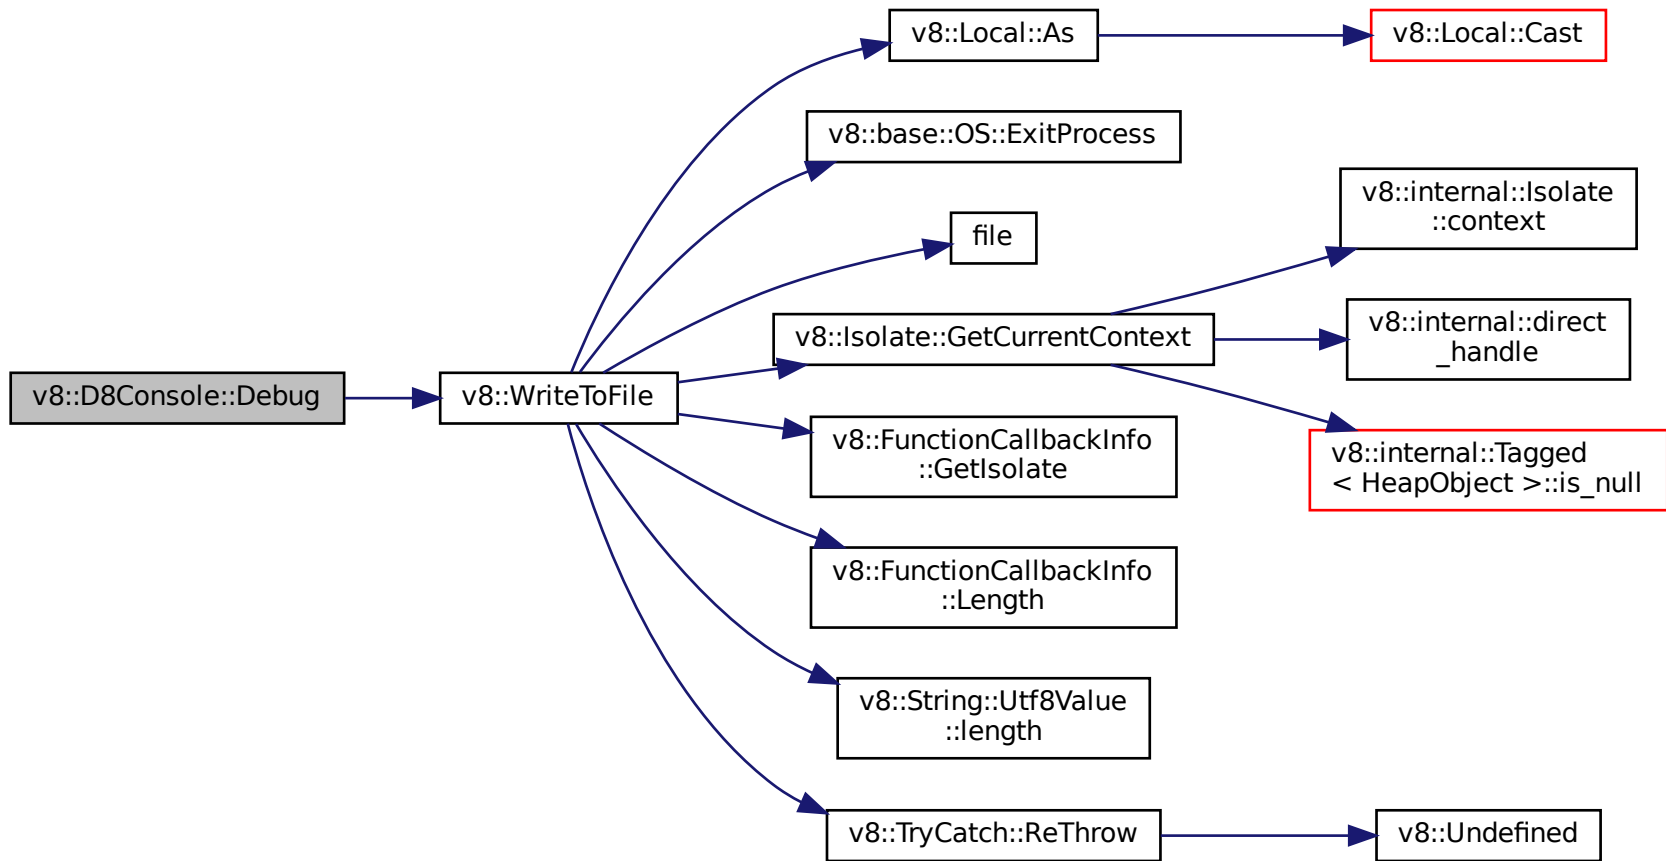 v8::Local::As
v8::Local::Cast
v8::base::OS::ExitProcess
v8::internal::Isolate
::context
file
v8::Isolate::GetCurrentContext
v8::internal::direct
_handle
v8::D8Console::Debug
v8::WriteToFile
v8::FunctionCallbackInfo
::GetIsolate
v8::internal::Tagged
< HeapObject >::is_null
v8::FunctionCallbackInfo
::Length
v8::String::Utf8Value
::length
v8::TryCatch::ReThrow
v8::Undefined